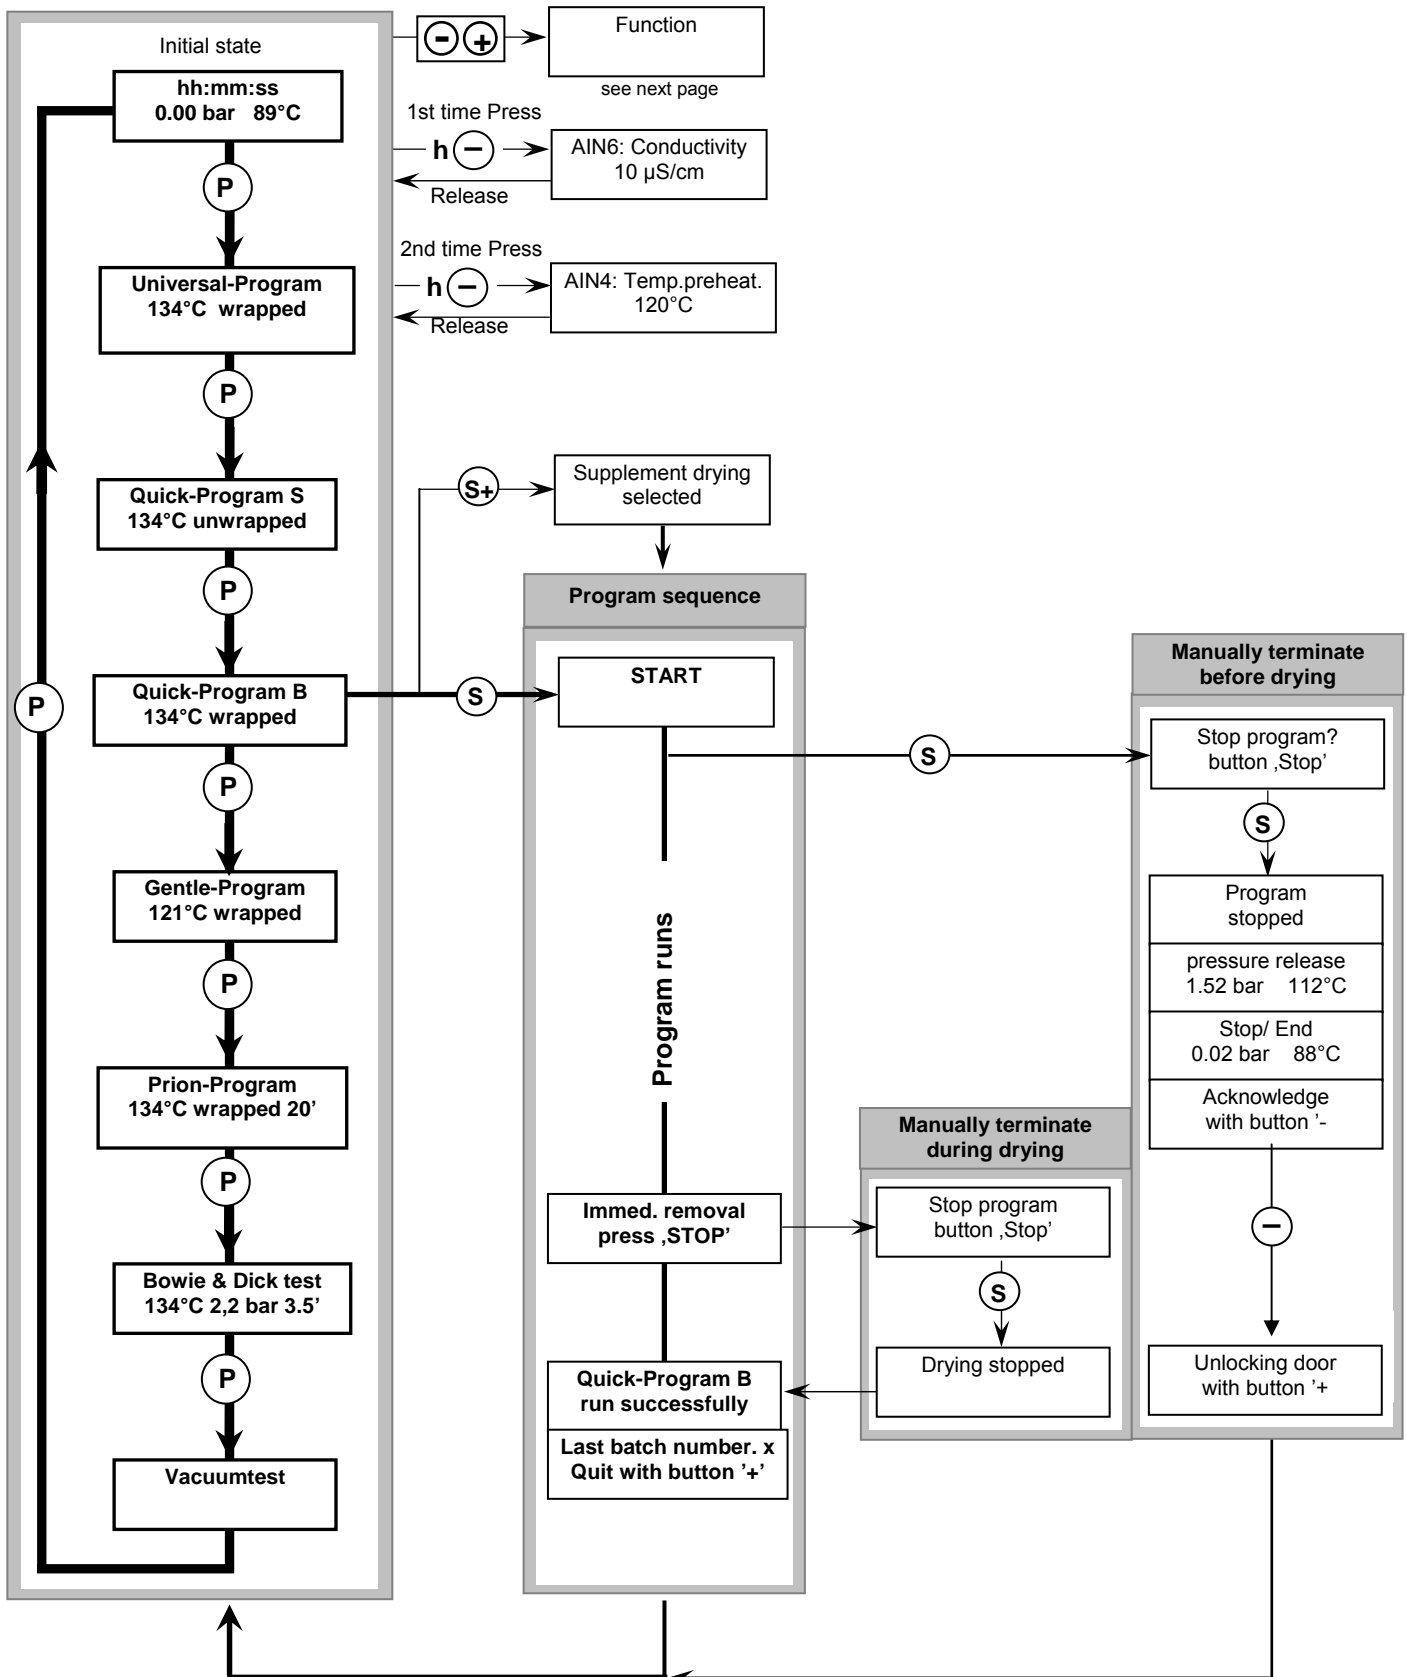 Initial state
hh:mm:ss
0.00 bar 89°C
P
Universal-Program
134°C wrapped
P
Quick-Program S
134°C unwrapped
P
Quick-Program B
134°C wrapped
P
P
Gentle-Program
121°C wrapped
P
Prion-Program
134°C wrapped 20’
P
Bowie & Dick test
134°C 2,2 bar 3.5’
P
Vacuumtest
− +
Function
see next page
1st time Press
h −
AIN6: Conductivity
10 µS/cm
Release
2nd time Press
h −
AIN4: Temp.preheat.
120°C
Release
S+
Supplement drying
selected
S
Program sequence
START
Program runs
Immed. removal
press ‚STOP’
Quick-Program B
run successfully
Last batch number. x
Quit with button ’+’
S
Manually terminate
during drying
Stop program
button ‚Stop’
S
Drying stopped
Manually terminate
before drying
Stop program?
button ‚Stop’
S
Program
stopped
pressure release
1.52 bar 112°C
Stop/ End
0.02 bar 88°C
Acknowledge
with button ’-
−
Unlocking door
with button ’+